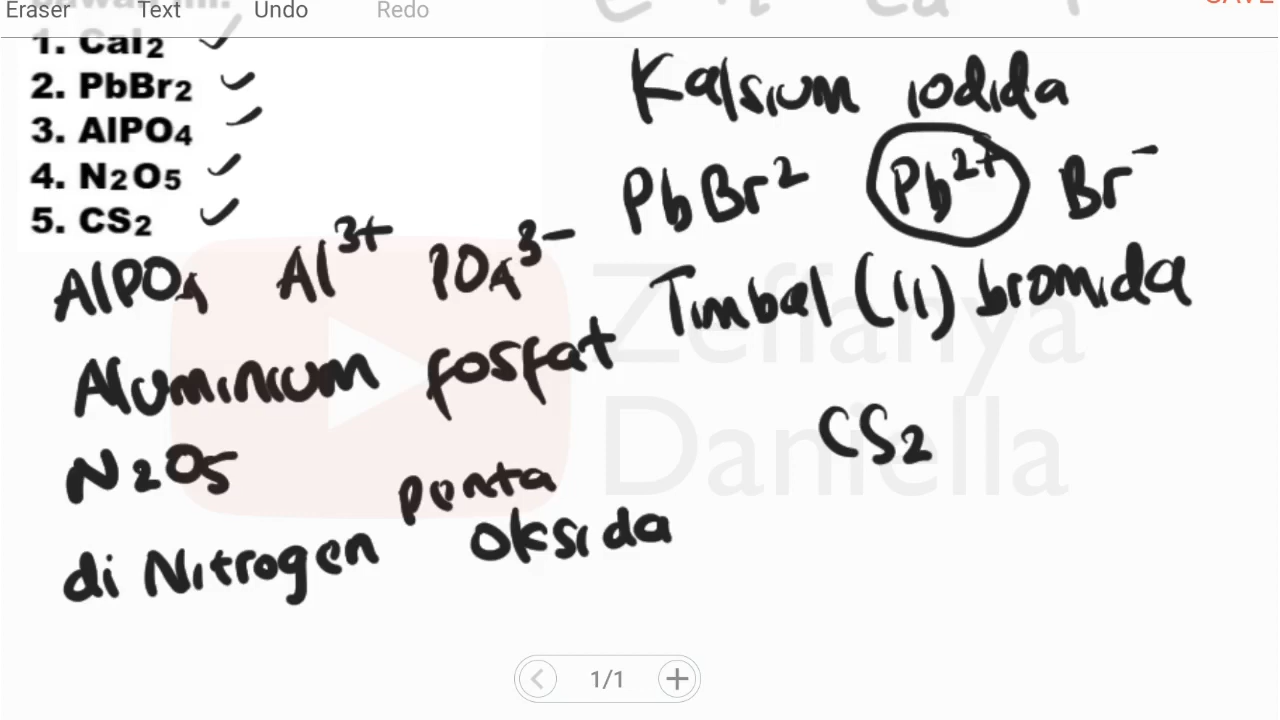 Eraser Text Undo Redo
1. CaI2
2. PbBr2
3. AlPO4
4. N2O5
5. CS2
Kalsium iodida
PbBr2 Pb2+ Br-
Timbal (II) bromida
AlPO4 Al3+ PO43-
Aluminium fosfat
N2O5
di Nitrogen penta oksida
CS2
Zeffanya
Daniella
1/1